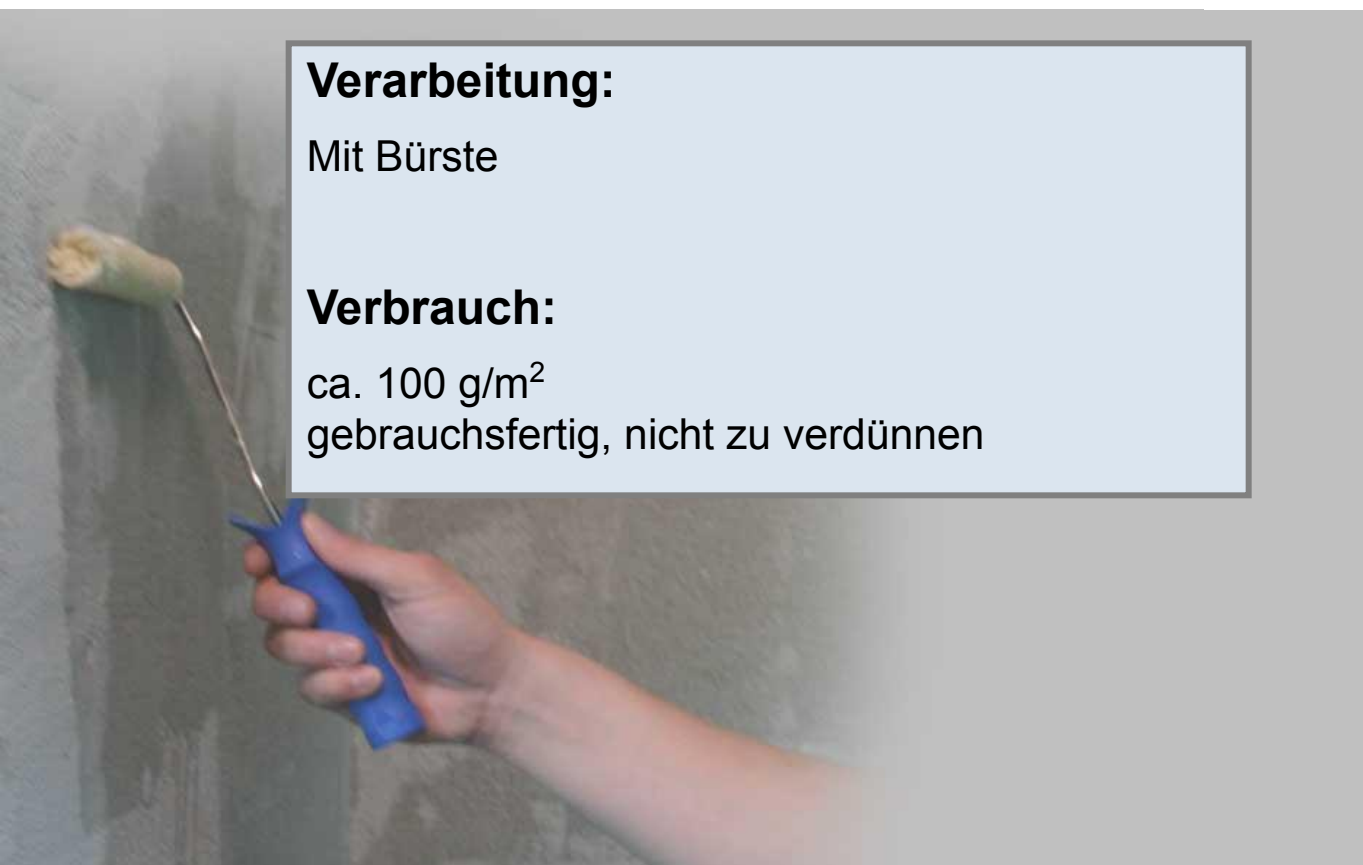 Verarbeitung:
Mit Bürste
Verbrauch:
ca. 100 g/m²
gebrauchsfertig, nicht zu verdünnen